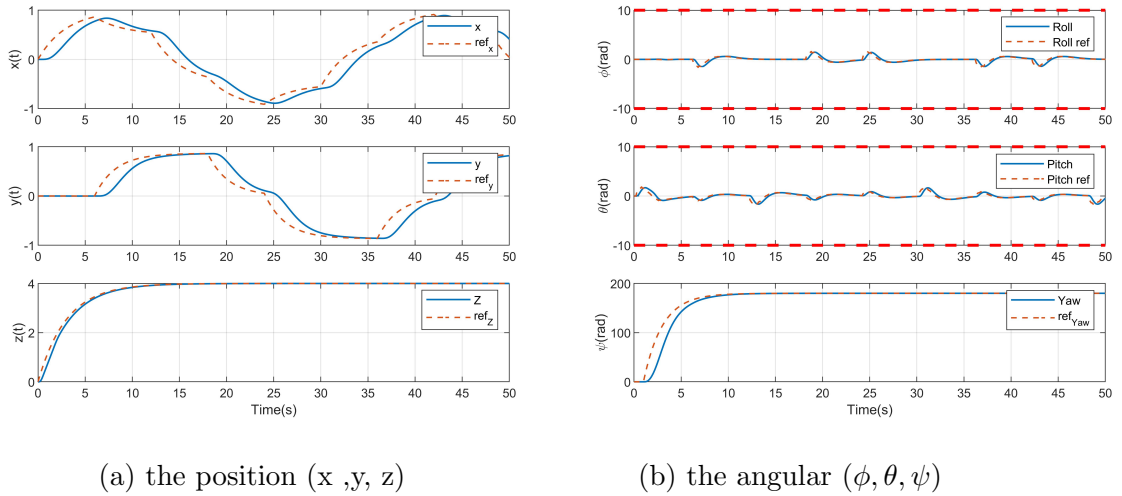 1
0
-1
x(t)
x
ref_x
0 5 10 15 20 25 30 35 40 45 50
1
0
-1
y(t)
y
ref_y
0 5 10 15 20 25 30 35 40 45 50
4
2
0
z(t)
Z
ref_Z
0 5 10 15 20 25 30 35 40 45 50
Time(s)
(a) the position (x ,y, z)
10
0
-10
ϕ(rad)
Roll
Roll ref
0 5 10 15 20 25 30 35 40 45 50
10
0
-10
θ(rad)
Pitch
Pitch ref
0 5 10 15 20 25 30 35 40 45 50
200
100
0
ψ(rad)
Yaw
ref_Yaw
0 5 10 15 20 25 30 35 40 45 50
Time(s)
(b) the angular (ϕ, θ, ψ)